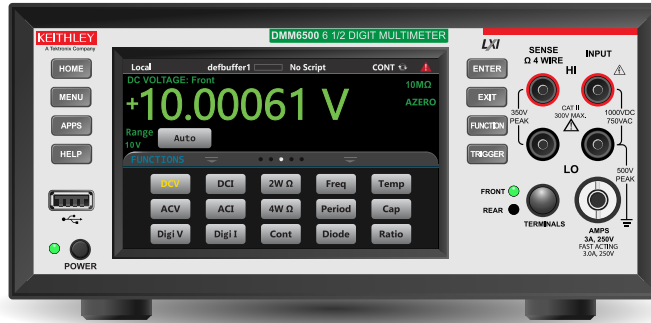 KEITHLEY
A Tektronix Company
DMM6500 6 1/2 DIGIT MULTIMETER
LXI
HOME
MENU
APPS
HELP
POWER
Local defbuffer1 No Script CONT
DC VOLTAGE: Front
10MΩ
+10.00061 V
AZERO
Range
10V
Auto
FUNCTIONS
DCV DCI 2W Ω Freq Temp
ACV ACI 4W Ω Period Cap
Digi V Digi I Cont Diode Ratio
ENTER
EXIT
FUNCTION
TRIGGER
SENSE
Ω 4 WIRE
INPUT
HI
350V
PEAK
CAT II
300V MAX.
1000VDC
750VAC
LO
500V
PEAK
FRONT
REAR
TERMINALS
AMPS
3A, 250V
FAST ACTING
3.0A, 250V